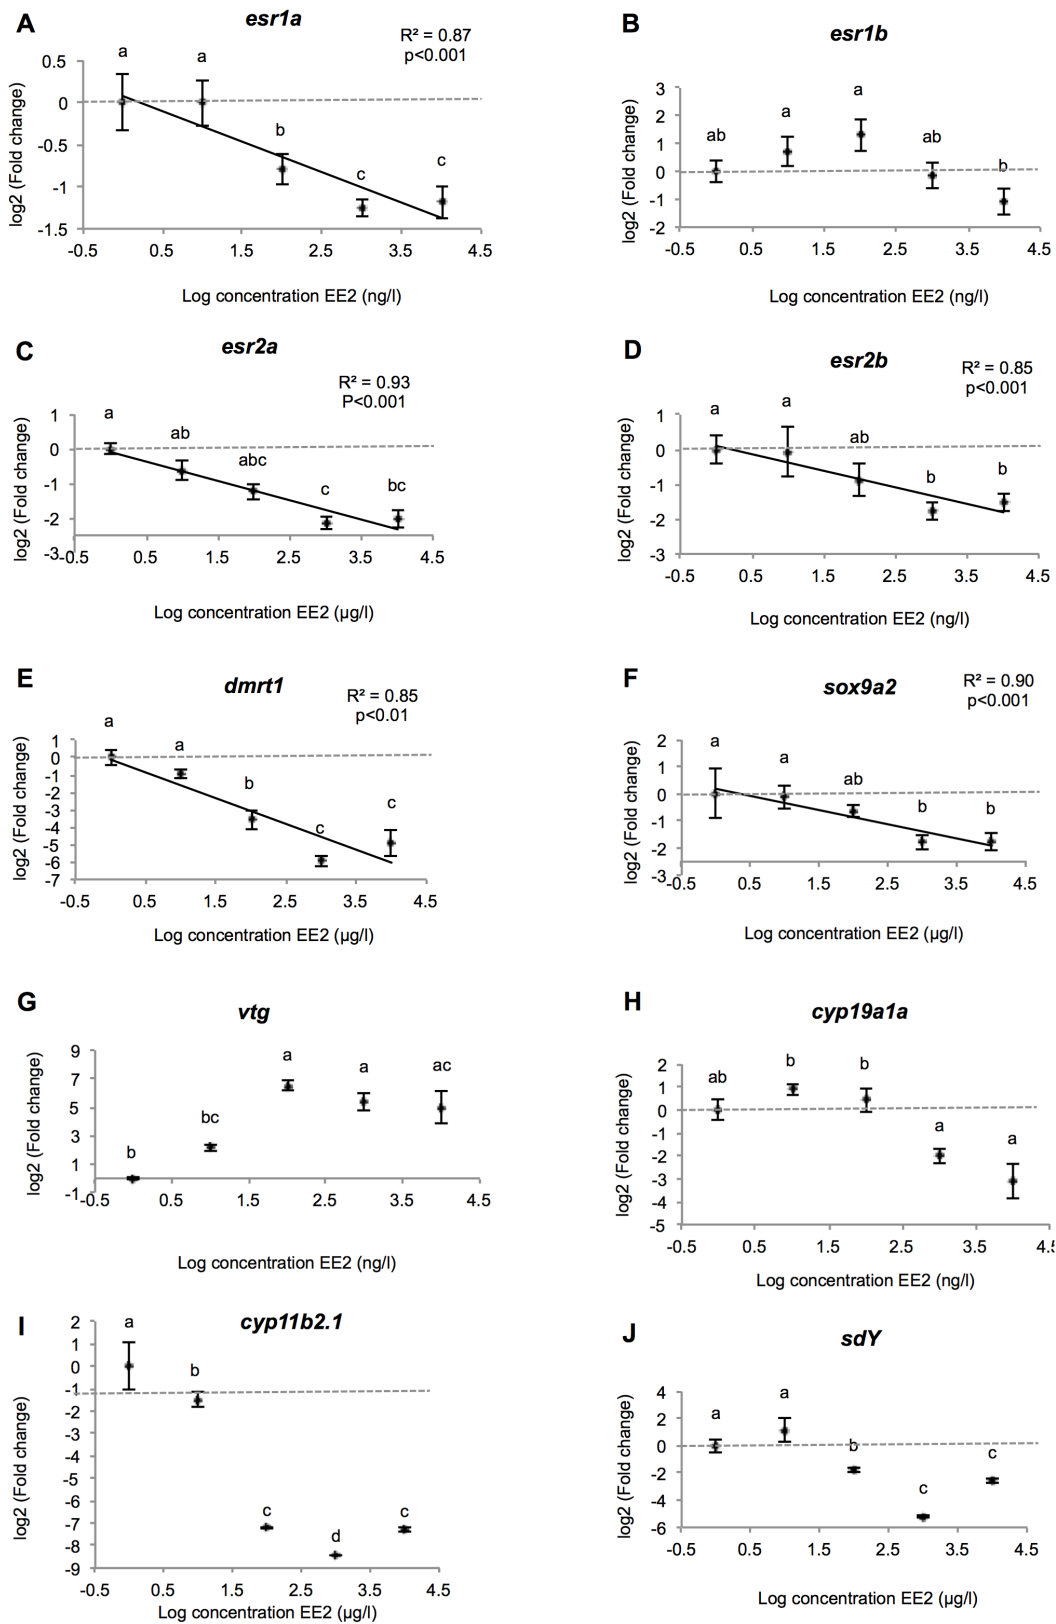 A
esr1a
R² = 0.87
p<0.001
a
a
b
c
c
0.5
0
-0.5
-1
-1.5
-0.5
0.5
1.5
2.5
3.5
4.5
log2 (Fold change)
Log concentration EE2 (ng/l)
B
esr1b
ab
a
a
ab
b
3
2
1
0
-1
-2
-0.5
0.5
1.5
2.5
3.5
4.5
log2 (Fold change)
Log concentration EE2 (ng/l)
C
esr2a
R² = 0.93
P<0.001
a
ab
abc
c
bc
1
0
-1
-2
-3
-0.5
0.5
1.5
2.5
3.5
4.5
log2 (Fold change)
Log concentration EE2 (µg/l)
D
esr2b
R² = 0.85
p<0.001
a
a
ab
b
b
1
0
-1
-2
-3
-0.5
0.5
1.5
2.5
3.5
4.5
log2 (Fold change)
Log concentration EE2 (ng/l)
E
dmrt1
R² = 0.85
p<0.01
a
a
b
c
c
1
0
-1
-2
-3
-4
-5
-6
-7
-0.5
0.5
1.5
2.5
3.5
4.5
log2 (Fold change)
Log concentration EE2 (µg/l)
F
sox9a2
R² = 0.90
p<0.001
a
a
ab
b
b
2
1
0
-1
-2
-3
-0.5
0.5
1.5
2.5
3.5
4.5
log2 (Fold change)
Log concentration EE2 (µg/l)
G
vtg
b
bc
a
a
ac
9
7
5
3
1
-1
-0.5
0.5
1.5
2.5
3.5
4.5
log2 (Fold change)
Log concentration EE2 (ng/l)
H
cyp19a1a
ab
b
b
a
a
2
1
0
-1
-2
-3
-4
-5
-0.5
0.5
1.5
2.5
3.5
4.5
log2 (Fold change)
Log concentration EE2 (ng/l)
I
cyp11b2.1
a
b
c
d
c
2
1
0
-1
-2
-3
-4
-5
-6
-7
-8
-9
-0.5
0.5
1.5
2.5
3.5
4.5
log2 (Fold change)
Log concentration EE2 (µg/l)
J
sdY
a
a
b
c
c
4
2
0
-2
-4
-6
-0.5
0.5
1.5
2.5
3.5
4.5
log2 (Fold change)
Log concentration EE2 (µg/l)